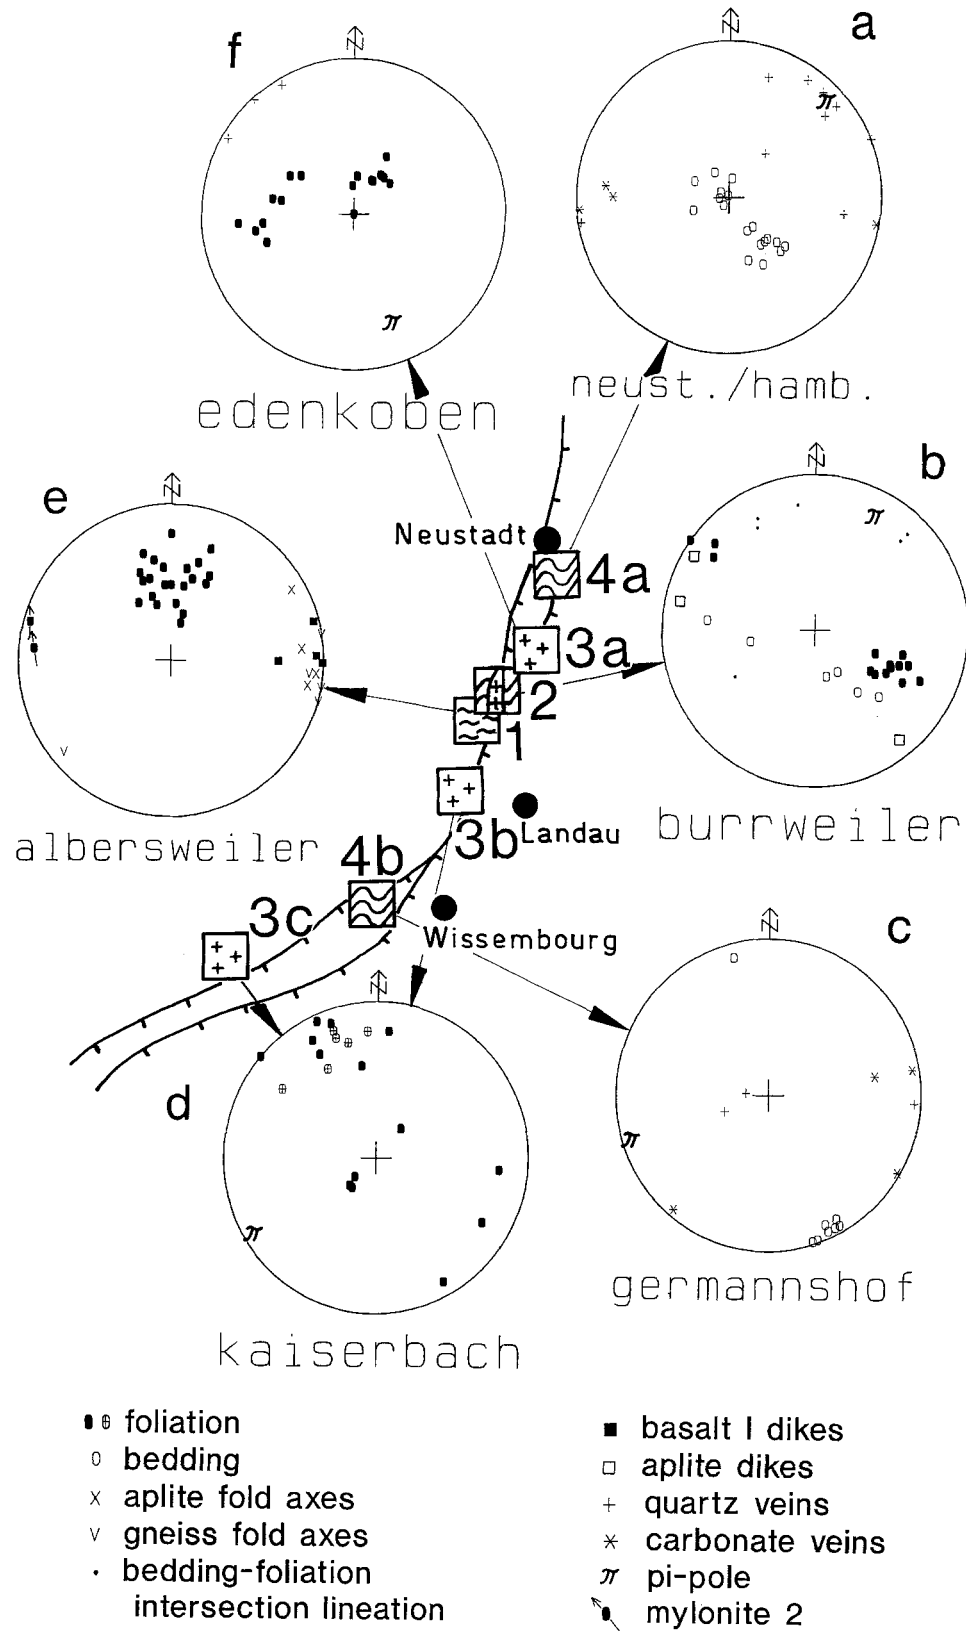 f
N
a
N
edenkoben
neust./hamb.
e
N
b
N
π
π
π
Neustadt
4a
3a
2
1
albersweiler
burrweiler
3b
Landau
4b
3c
Wissembourg
c
N
d
N
π
π
germannshof
kaiserbach
foliation
bedding
aplite fold axes
gneiss fold axes
bedding-foliation
intersection lineation
basalt I dikes
aplite dikes
quartz veins
carbonate veins
π pi-pole
mylonite 2